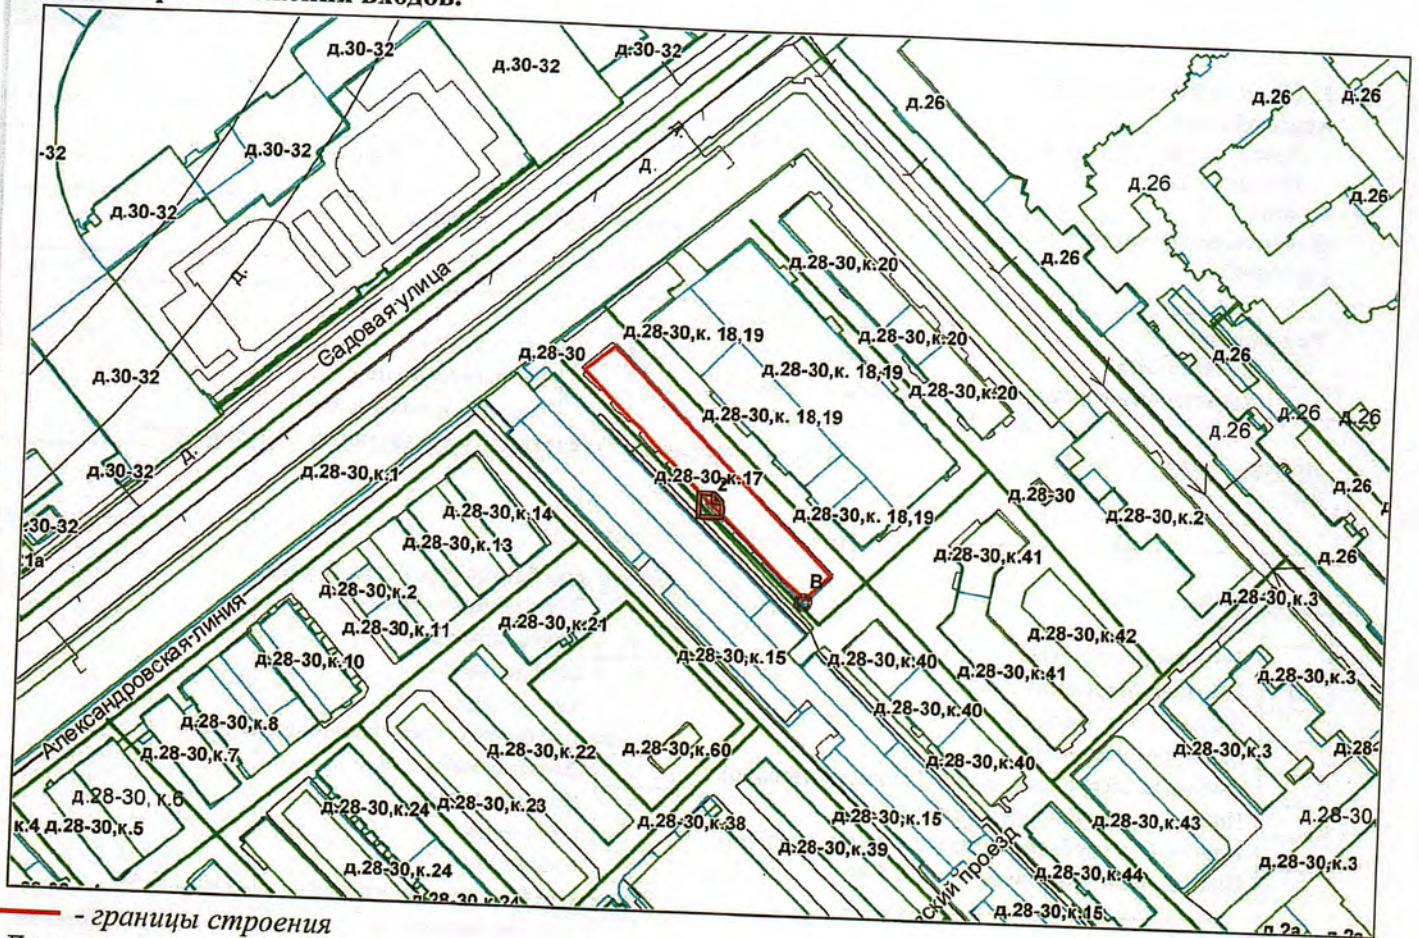 входов.
д.30-32
д.30-32
д.30-32
д.30-32
д.26
д.26
д.26
-32
д.30-32
д.
д.
д.26
д.26
д.30-32
д.26
д.28-30,к.20
д.
Садовая улица
д.28-30,к. 18,19
д.28-30,к.20
д.28-30
д.26
д.30-32
д.28-30,к. 18,19
д.28-30,к.20
д.28-30,к. 18,19
д.26
д.26
д.26
д.
д.30-32
д.28-30,к.1
д.28-30,к.17
2
д.26
д.28-30
д.28-30,к.14
д.28-30,к. 18,19
д.28-30,к.2
:30-32
д.28-30,к.13
д.28-30,к.41
д.26
1а
В
д.28-30,к.2
д.28-30,к.3
д.28-30,к.11
д.28-30,к.21
д.28-30,к.42
Александровская линия
д.28-30,к.10
д.28-30,к.15
д.28-30,к.40
д.28-30,к.41
д.28-30,к.3
д.28-30,к.8
д.28-30,к.40
д.28-30,к.7
д.28-30,к.22
д.28-30,к.60
д.28-30,к.40
д.28-30,к.3
д.28-30, к.6
д.28-30,к.24
д.28-30,к.23
д.28-30,к.38
д.28-30,к.15
д.28-30,к.43
д.28-30,
к.4 д.28-30,к.5
д.28-30,к.39
д.28-30,к.24
ский проезд
д.28-30,к.44
д.28-30,к.3
д.28-30,к.24
д.28-30,к.15
д.2а
- границы строения